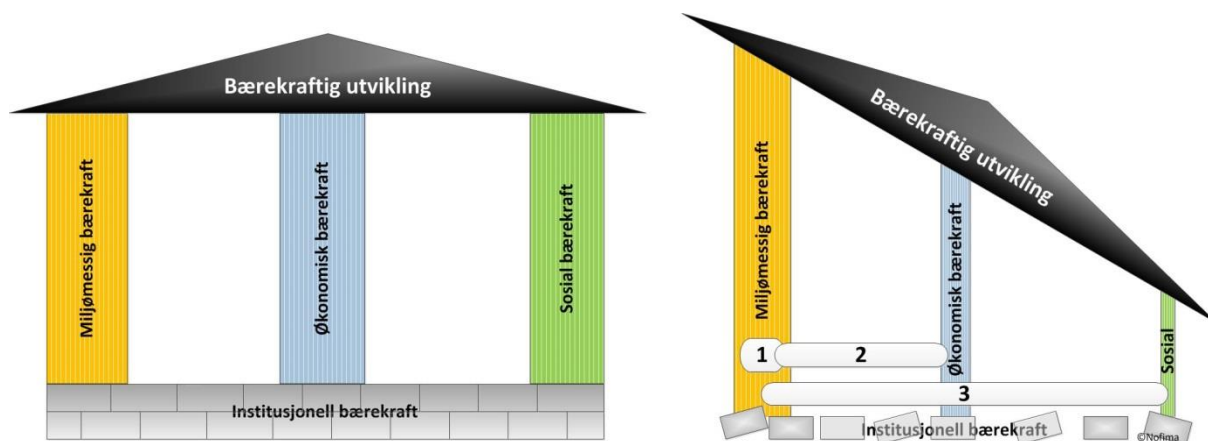 Bærekraftig utvikling
Miljømessig bærekraft
Økonomisk bærekraft
Sosial bærekraft
Institusjonell bærekraft
Bærekraftig utvikling
Miljømessig bærekraft
Økonomisk bærekraft
Sosial
1
2
3
Institusjonell bærekraft
©Nofima